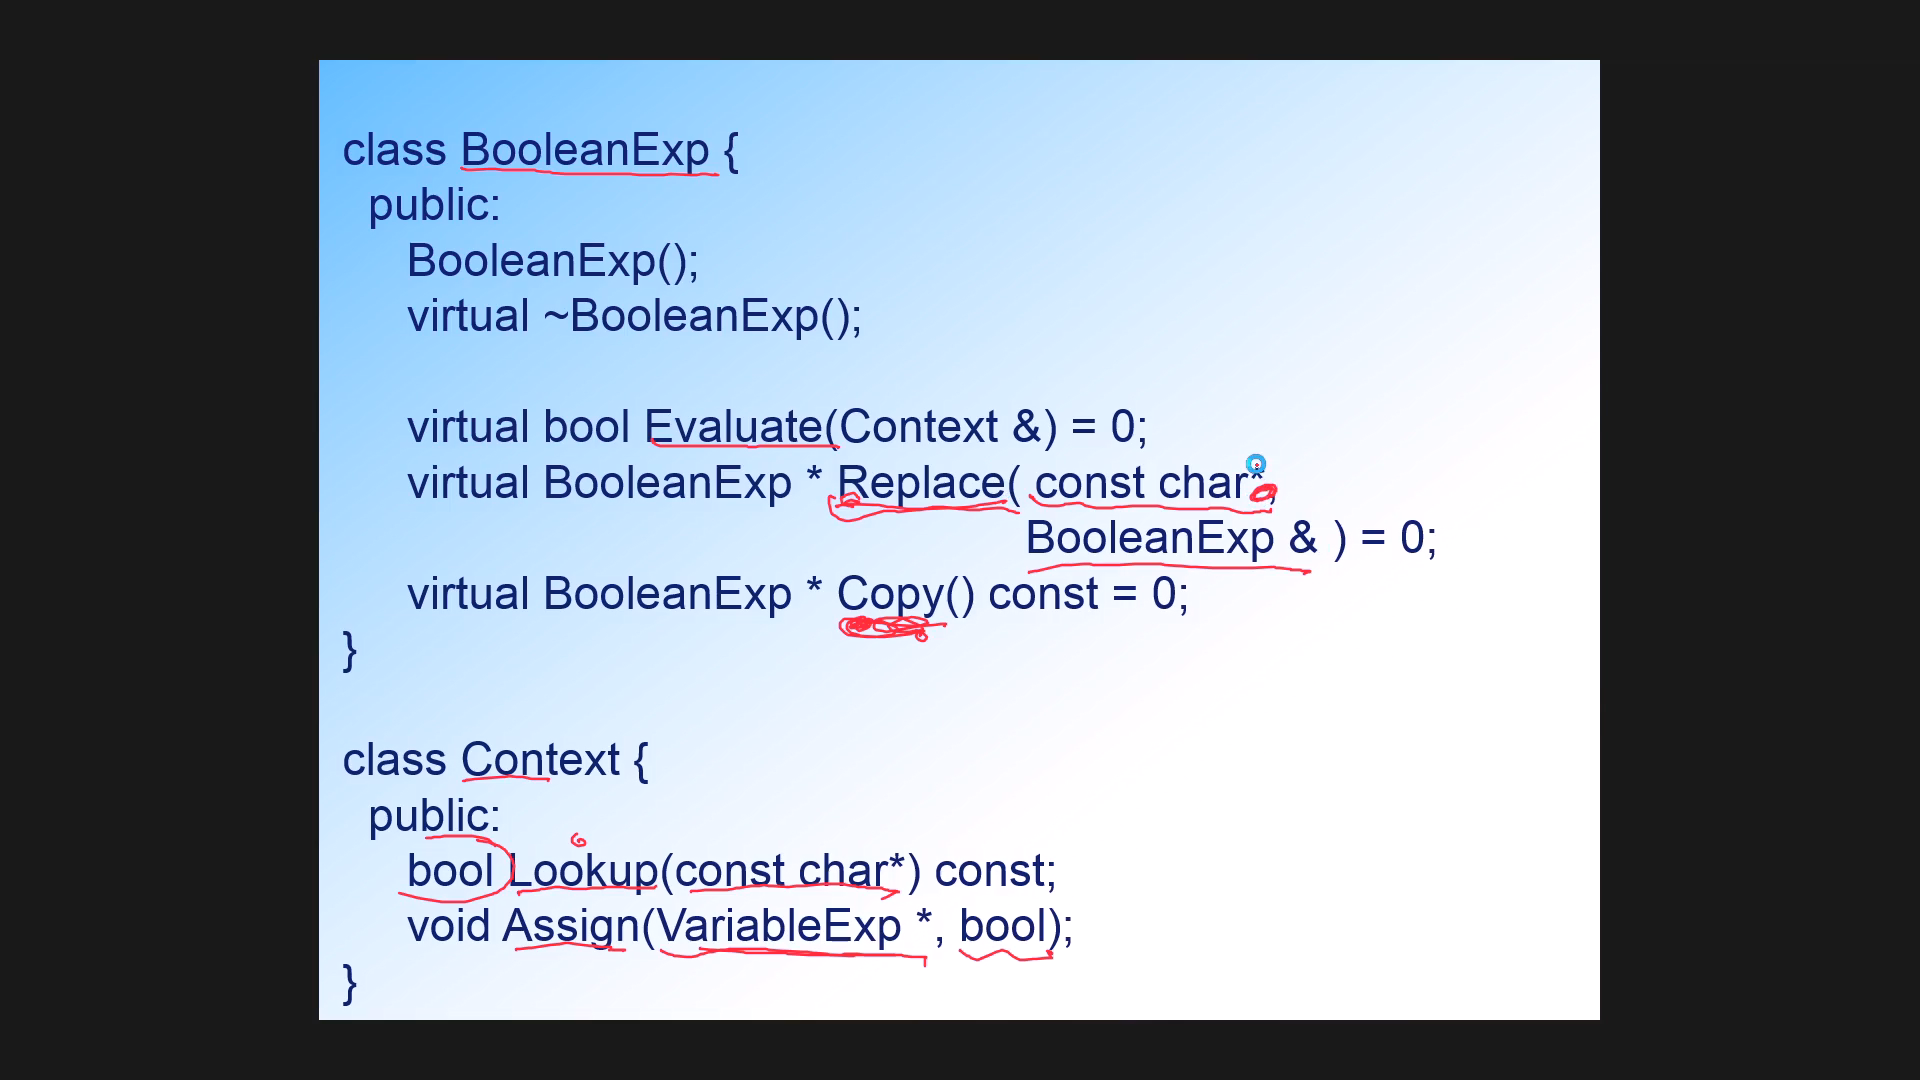 class BooleanExp {
public:
BooleanExp();
virtual ~BooleanExp();
virtual bool Evaluate(Context &) = 0;
virtual BooleanExp * Replace( const char*,
BooleanExp & ) = 0;
virtual BooleanExp * Copy() const = 0;
}
class Context {
public:
bool Lookup(const char*) const;
void Assign(VariableExp *, bool);
}